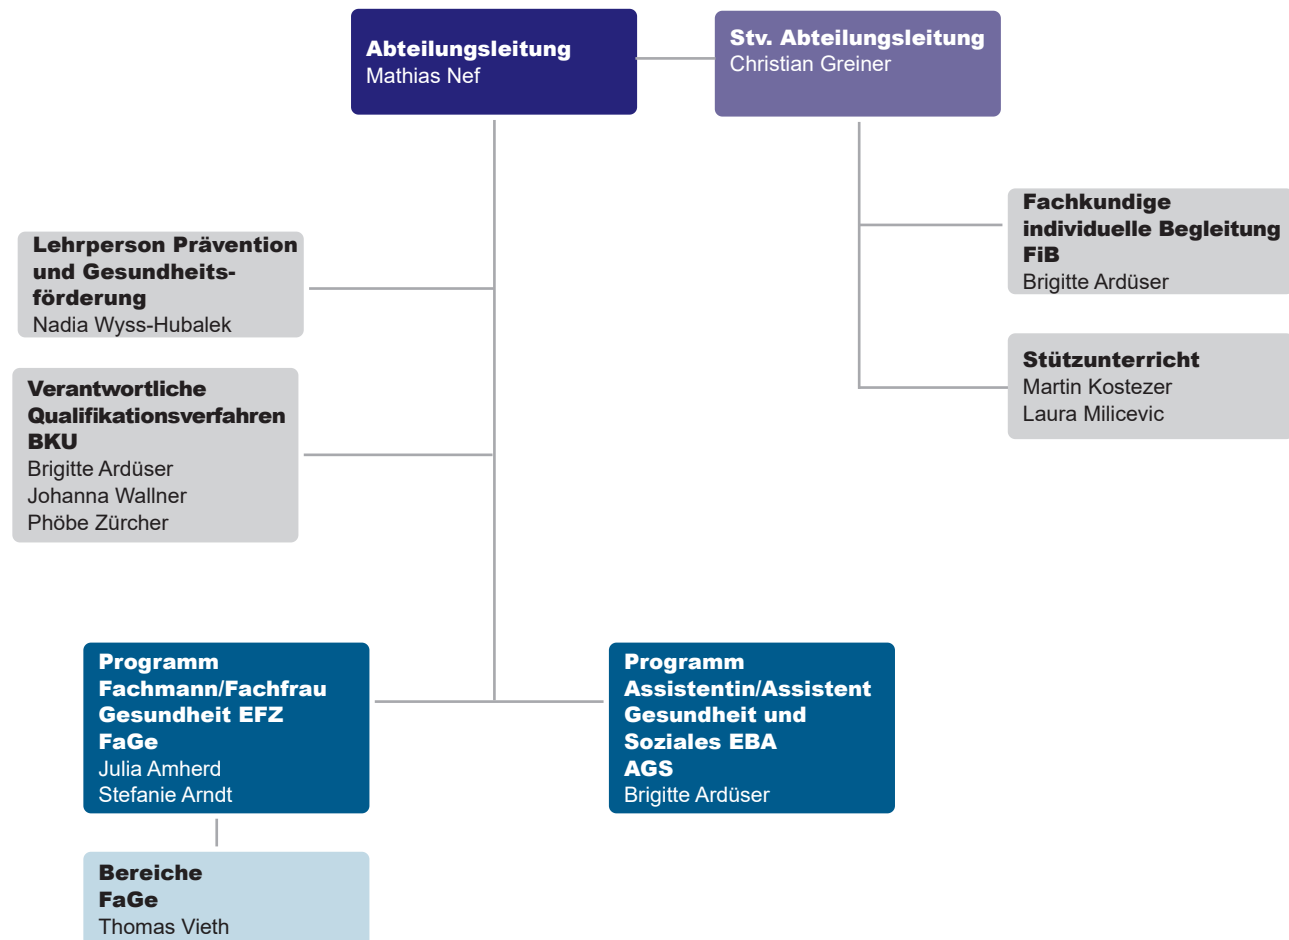 Abteilungsleitung
Mathias Nef
Stv. Abteilungsleitung
Christian Greiner
Fachkundige
individuelle Begleitung
FiB
Brigitte Ardüser
Lehrperson Prävention
und Gesundheits-
förderung
Nadia Wyss-Hubalek
Stützunterricht
Martin Kostezer
Laura Milicevic
Verantwortliche
Qualifikationsverfahren
BKU
Brigitte Ardüser
Johanna Wallner
Phöbe Zürcher
Programm
Fachmann/Fachfrau
Gesundheit EFZ
FaGe
Julia Amherd
Stefanie Arndt
Programm
Assistentin/Assistent
Gesundheit und
Soziales EBA
AGS
Brigitte Ardüser
Bereiche
FaGe
Thomas Vieth